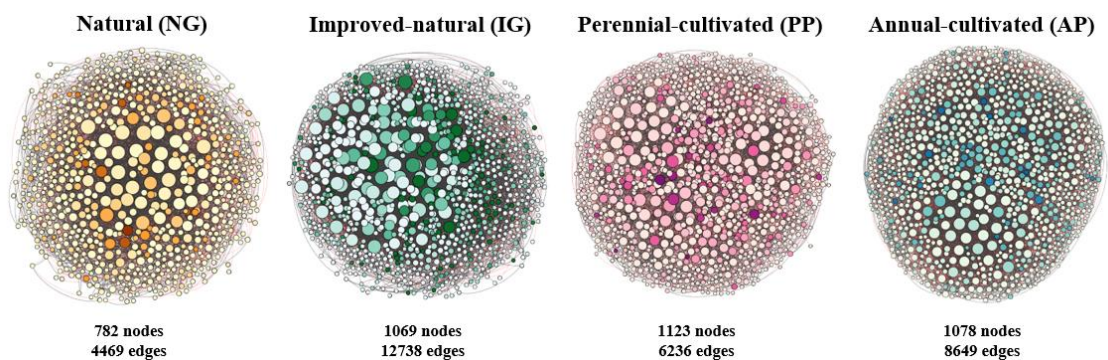 Natural (NG)
Improved-natural (IG)
Perennial-cultivated (PP)
Annual-cultivated (AP)
782 nodes
4469 edges
1069 nodes
12738 edges
1123 nodes
6236 edges
1078 nodes
8649 edges